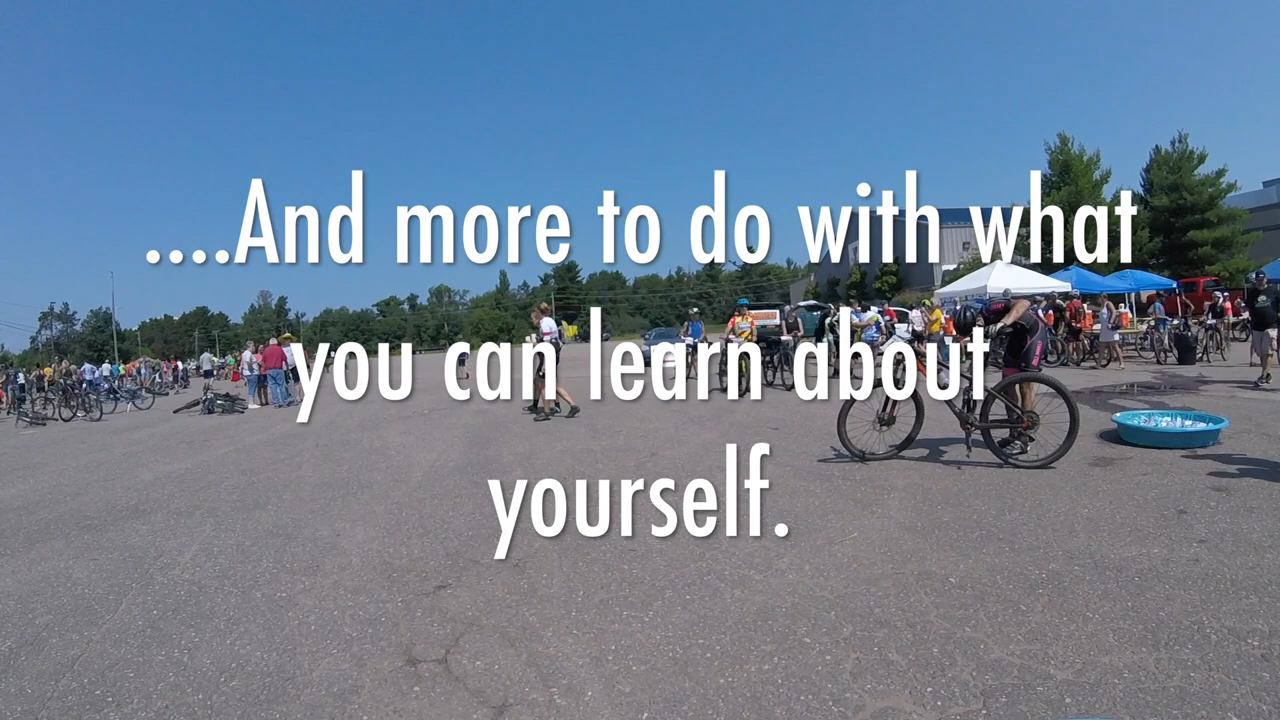 ....And more to do with what
you can learn about
yourself.